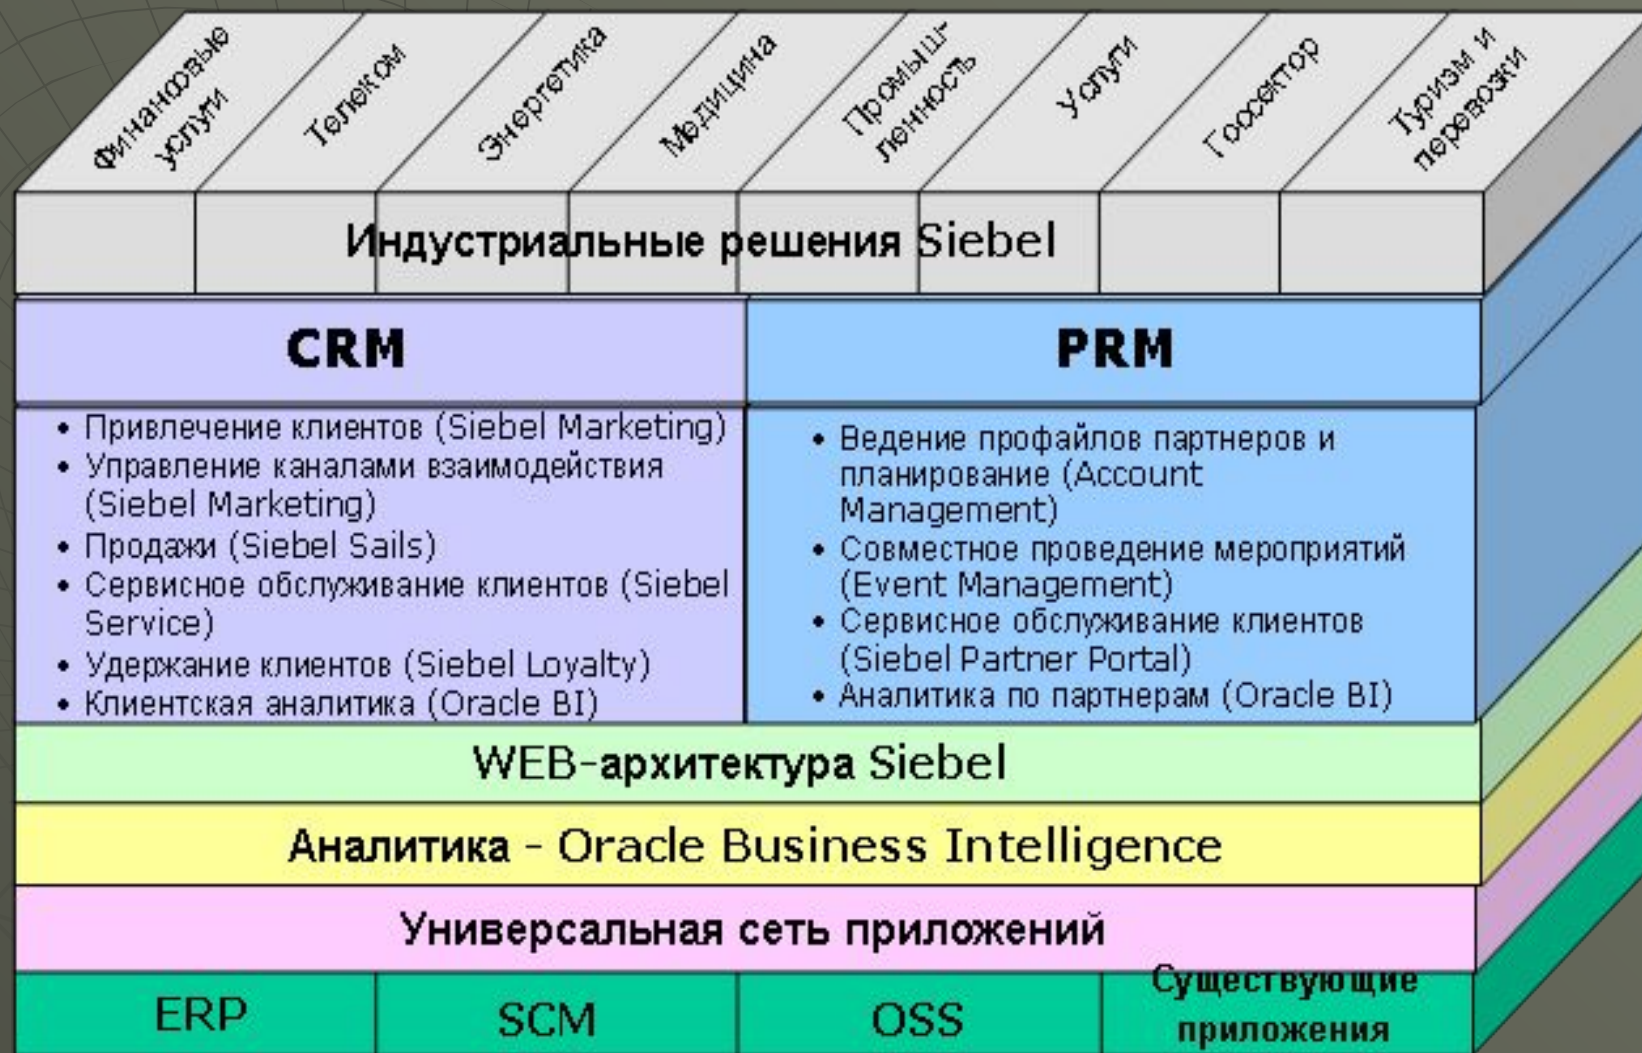 Финансовые
услуги
Телеком
Энергетика
Медицина
Промыш-
ленность
Услуги
Госсектор
Туризм и
перевозки
Индустриальные решения Siebel
CRM
• Привлечение клиентов (Siebel Marketing)
• Управление каналами взаимодействия
(Siebel Marketing)
• Продажи (Siebel Sails)
• Сервисное обслуживание клиентов (Siebel
Service)
• Удержание клиентов (Siebel Loyalty)
• Клиентская аналитика (Oracle BI)
PRM
• Ведение профайлов партнеров и
планирование (Account
Management)
• Совместное проведение мероприятий
(Event Management)
• Сервисное обслуживание клиентов
(Siebel Partner Portal)
• Аналитика по партнерам (Oracle BI)
WEB-архитектура Siebel
Аналитика - Oracle Business Intelligence
Универсальная сеть приложений
ERP
SCM
OSS
Существующие
приложения